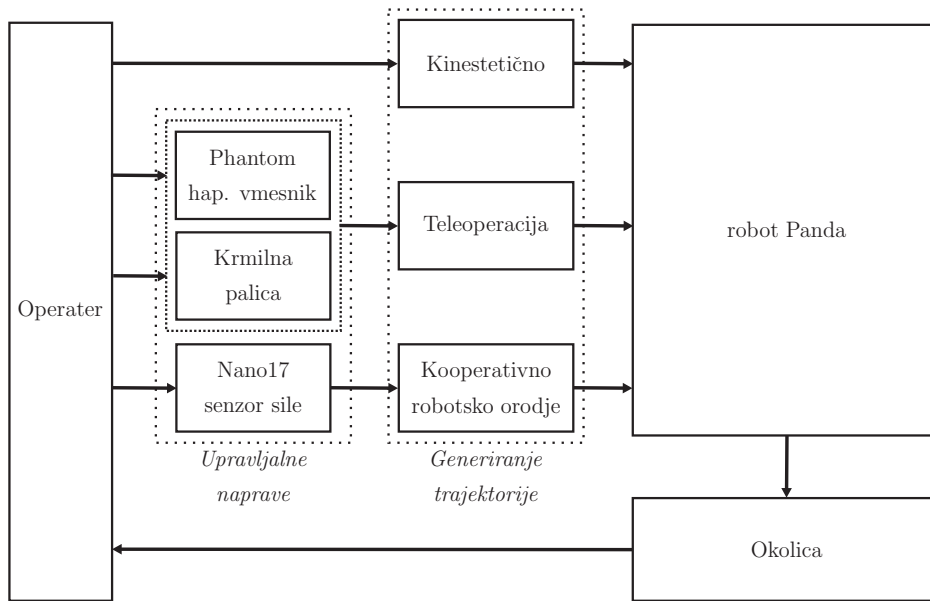 Operater
Phantom
hap. vmesnik
Krmilna
palica
Nano17
senzor sile
Upravljalne
naprave
Kinestetično
Teleoperacija
Kooperativno
robotsko orodje
Generiranje
trajektorije
robot Panda
Okolica